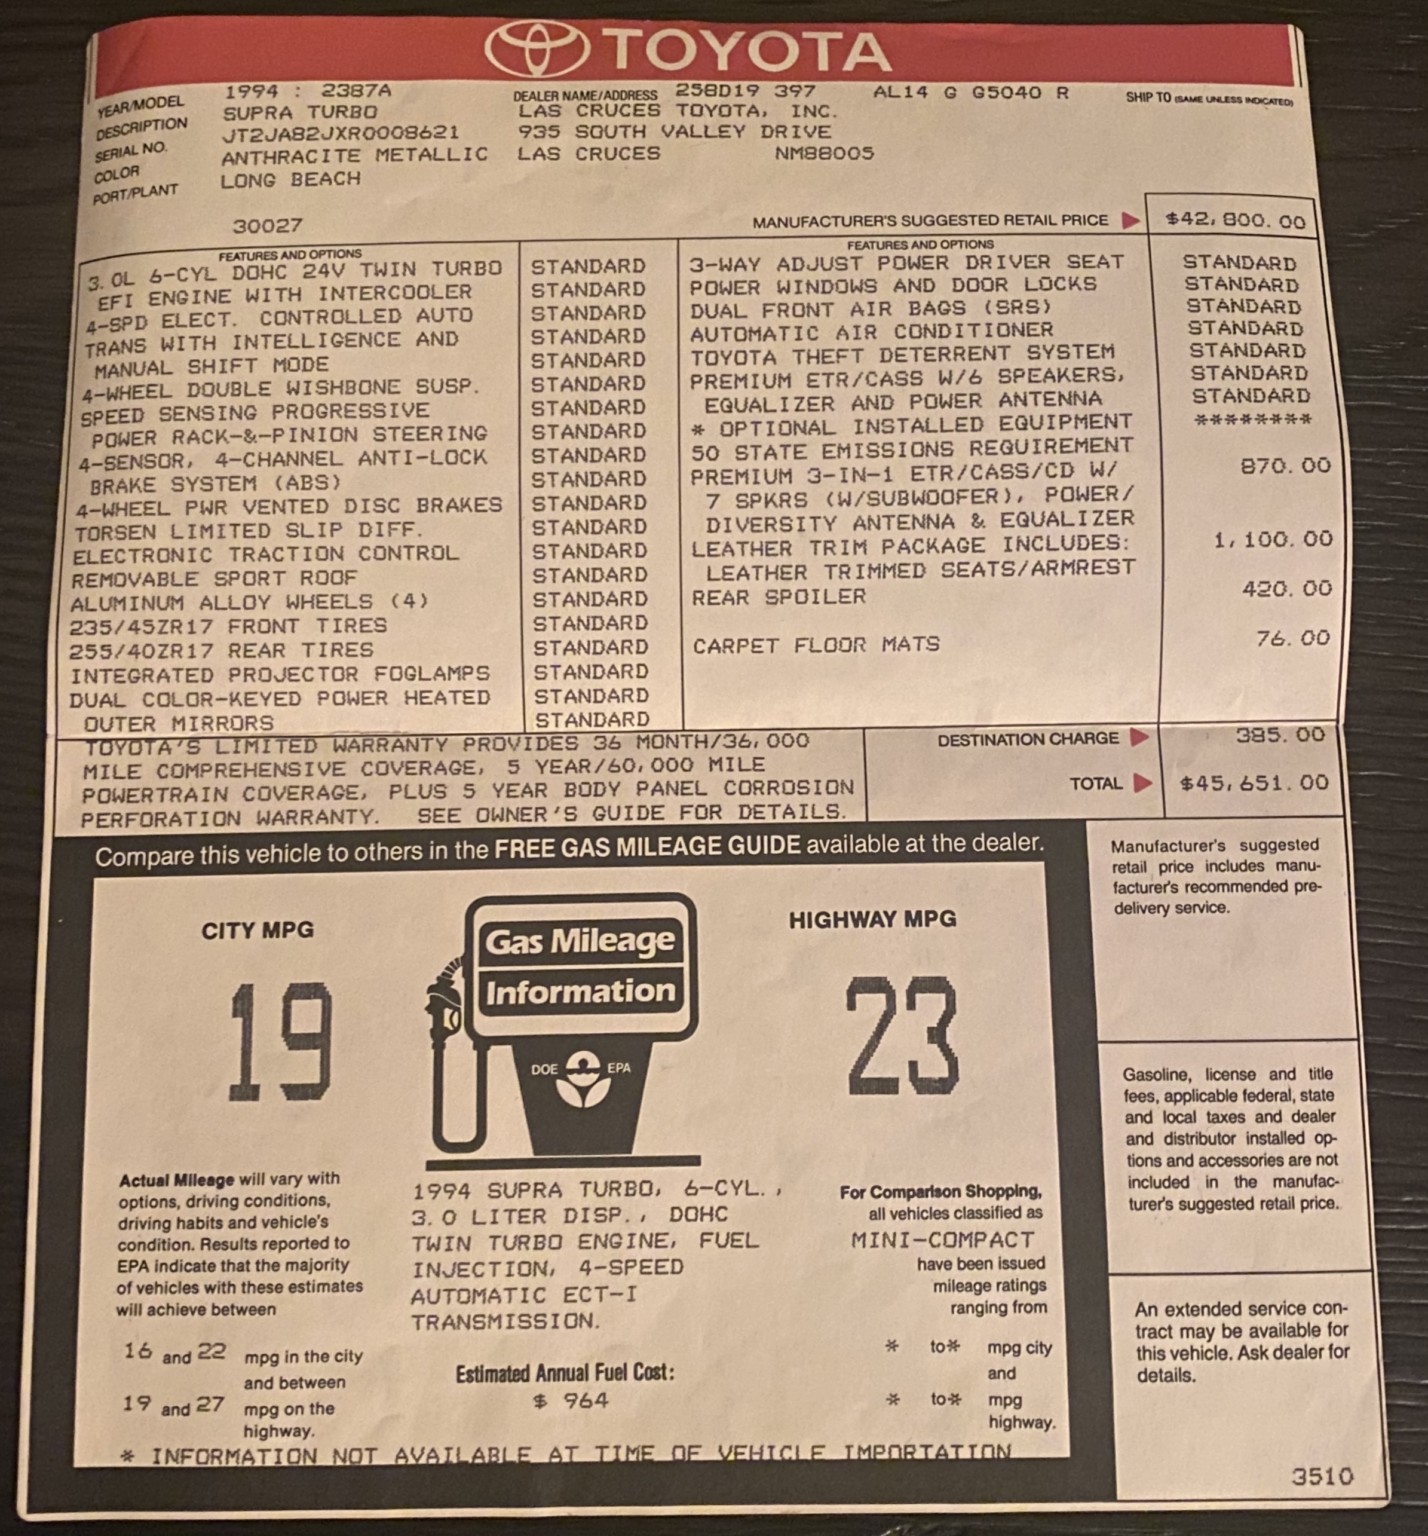 TOYOTA
YEAR/MODEL 1994 : 2387A
DESCRIPTION SUPRA TURBO
SERIAL NO. JT2JA82JXR0008621
COLOR ANTHRACITE METALLIC
PORT/PLANT LONG BEACH
DEALER NAME/ADDRESS 258D19 397 AL14 G G5040 R
LAS CRUCES TOYOTA, INC.
935 SOUTH VALLEY DRIVE
LAS CRUCES NM88005
SHIP TO (SAME UNLESS INDICATED)
30027
MANUFACTURER'S SUGGESTED RETAIL PRICE $42,800.00
FEATURES AND OPTIONS
3.0L 6-CYL DOHC 24V TWIN TURBO STANDARD
EFI ENGINE WITH INTERCOOLER STANDARD
4-SPD ELECT. CONTROLLED AUTO STANDARD
TRANS WITH INTELLIGENCE AND STANDARD
MANUAL SHIFT MODE STANDARD
4-WHEEL DOUBLE WISHBONE SUSP. STANDARD
SPEED SENSING PROGRESSIVE STANDARD
POWER RACK-&-PINION STEERING STANDARD
4-SENSOR, 4-CHANNEL ANTI-LOCK STANDARD
BRAKE SYSTEM (ABS) STANDARD
4-WHEEL PWR VENTED DISC BRAKES STANDARD
TORSEN LIMITED SLIP DIFF. STANDARD
ELECTRONIC TRACTION CONTROL STANDARD
REMOVABLE SPORT ROOF STANDARD
ALUMINUM ALLOY WHEELS (4) STANDARD
235/45ZR17 FRONT TIRES STANDARD
255/40ZR17 REAR TIRES STANDARD
INTEGRATED PROJECTOR FOGLAMPS STANDARD
DUAL COLOR-KEYED POWER HEATED STANDARD
OUTER MIRRORS STANDARD
FEATURES AND OPTIONS
3-WAY ADJUST POWER DRIVER SEAT STANDARD
POWER WINDOWS AND DOOR LOCKS STANDARD
DUAL FRONT AIR BAGS (SRS) STANDARD
AUTOMATIC AIR CONDITIONER STANDARD
TOYOTA THEFT DETERRENT SYSTEM STANDARD
PREMIUM ETR/CASS W/6 SPEAKERS, STANDARD
EQUALIZER AND POWER ANTENNA STANDARD
* OPTIONAL INSTALLED EQUIPMENT ********
50 STATE EMISSIONS REQUIREMENT
PREMIUM 3-IN-1 ETR/CASS/CD W/ 870.00
7 SPKRS (W/SUBWOOFER), POWER/
DIVERSITY ANTENNA & EQUALIZER
LEATHER TRIM PACKAGE INCLUDES: 1,100.00
LEATHER TRIMMED SEATS/ARMREST
REAR SPOILER 420.00
CARPET FLOOR MATS 76.00
TOYOTA'S LIMITED WARRANTY PROVIDES 36 MONTH/36,000
MILE COMPREHENSIVE COVERAGE, 5 YEAR/60,000 MILE
POWERTRAIN COVERAGE, PLUS 5 YEAR BODY PANEL CORROSION
PERFORATION WARRANTY. SEE OWNER'S GUIDE FOR DETAILS.
DESTINATION CHARGE 385.00
TOTAL $45,651.00
Compare this vehicle to others in the FREE GAS MILEAGE GUIDE available at the dealer.
CITY MPG
19
Gas Mileage
Information
DOE EPA
HIGHWAY MPG
23
Actual Mileage will vary with
options, driving conditions,
driving habits and vehicle's
condition. Results reported to
EPA indicate that the majority
of vehicles with these estimates
will achieve between
16 and 22 mpg in the city
and between
19 and 27 mpg on the
highway.
1994 SUPRA TURBO, 6-CYL.,
3.0 LITER DISP., DOHC
TWIN TURBO ENGINE, FUEL
INJECTION, 4-SPEED
AUTOMATIC ECT-I
TRANSMISSION.
Estimated Annual Fuel Cost:
$ 964
For Comparison Shopping,
all vehicles classified as
MINI-COMPACT
have been issued
mileage ratings
ranging from
* to* mpg city
and
* to* mpg
highway.
* INFORMATION NOT AVAILABLE AT TIME OF VEHICLE IMPORTATION
Manufacturer's suggested
retail price includes manu-
facturer's recommended pre-
delivery service.
Gasoline, license and title
fees, applicable federal, state
and local taxes and dealer
and distributor installed op-
tions and accessories are not
included in the manufac-
turer's suggested retail price.
An extended service con-
tract may be available for
this vehicle. Ask dealer for
details.
3510